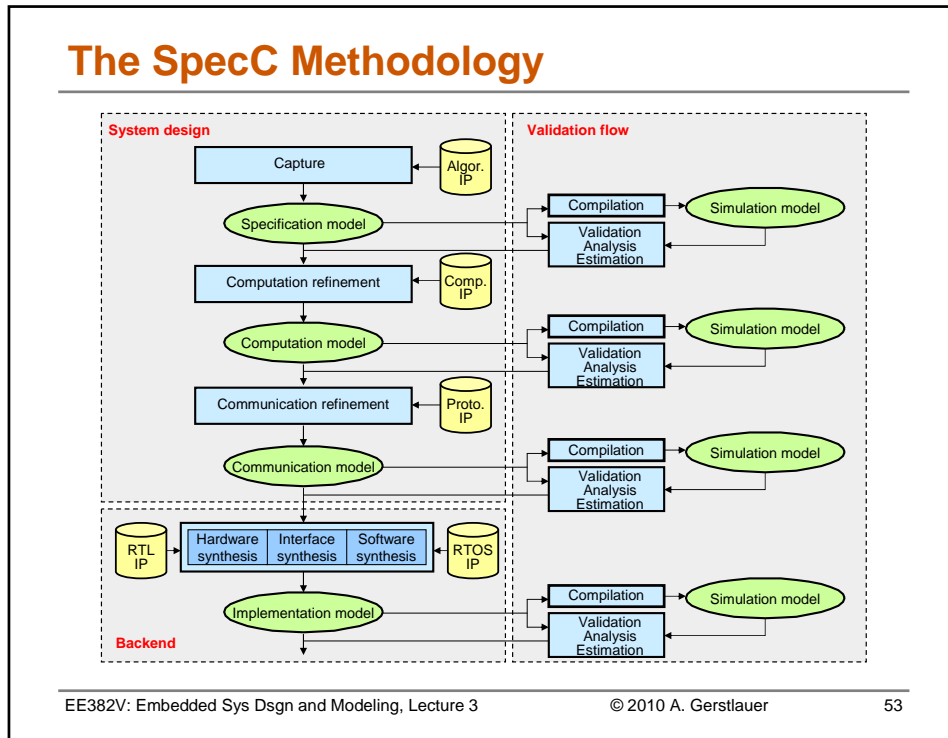 The SpecC Methodology
System design
Validation flow
Capture
Algor.
IP
Specification model
Compilation
Simulation model
Validation
Analysis
Estimation
Computation refinement
Comp.
IP
Computation model
Compilation
Simulation model
Validation
Analysis
Estimation
Communication refinement
Proto.
IP
Communication model
Compilation
Simulation model
Validation
Analysis
Estimation
RTL
IP
Hardware
synthesis
Interface
synthesis
Software
synthesis
RTOS
IP
Implementation model
Compilation
Simulation model
Validation
Analysis
Estimation
Backend
EE382V: Embedded Sys Dsgn and Modeling, Lecture 3
© 2010 A. Gerstlauer
53